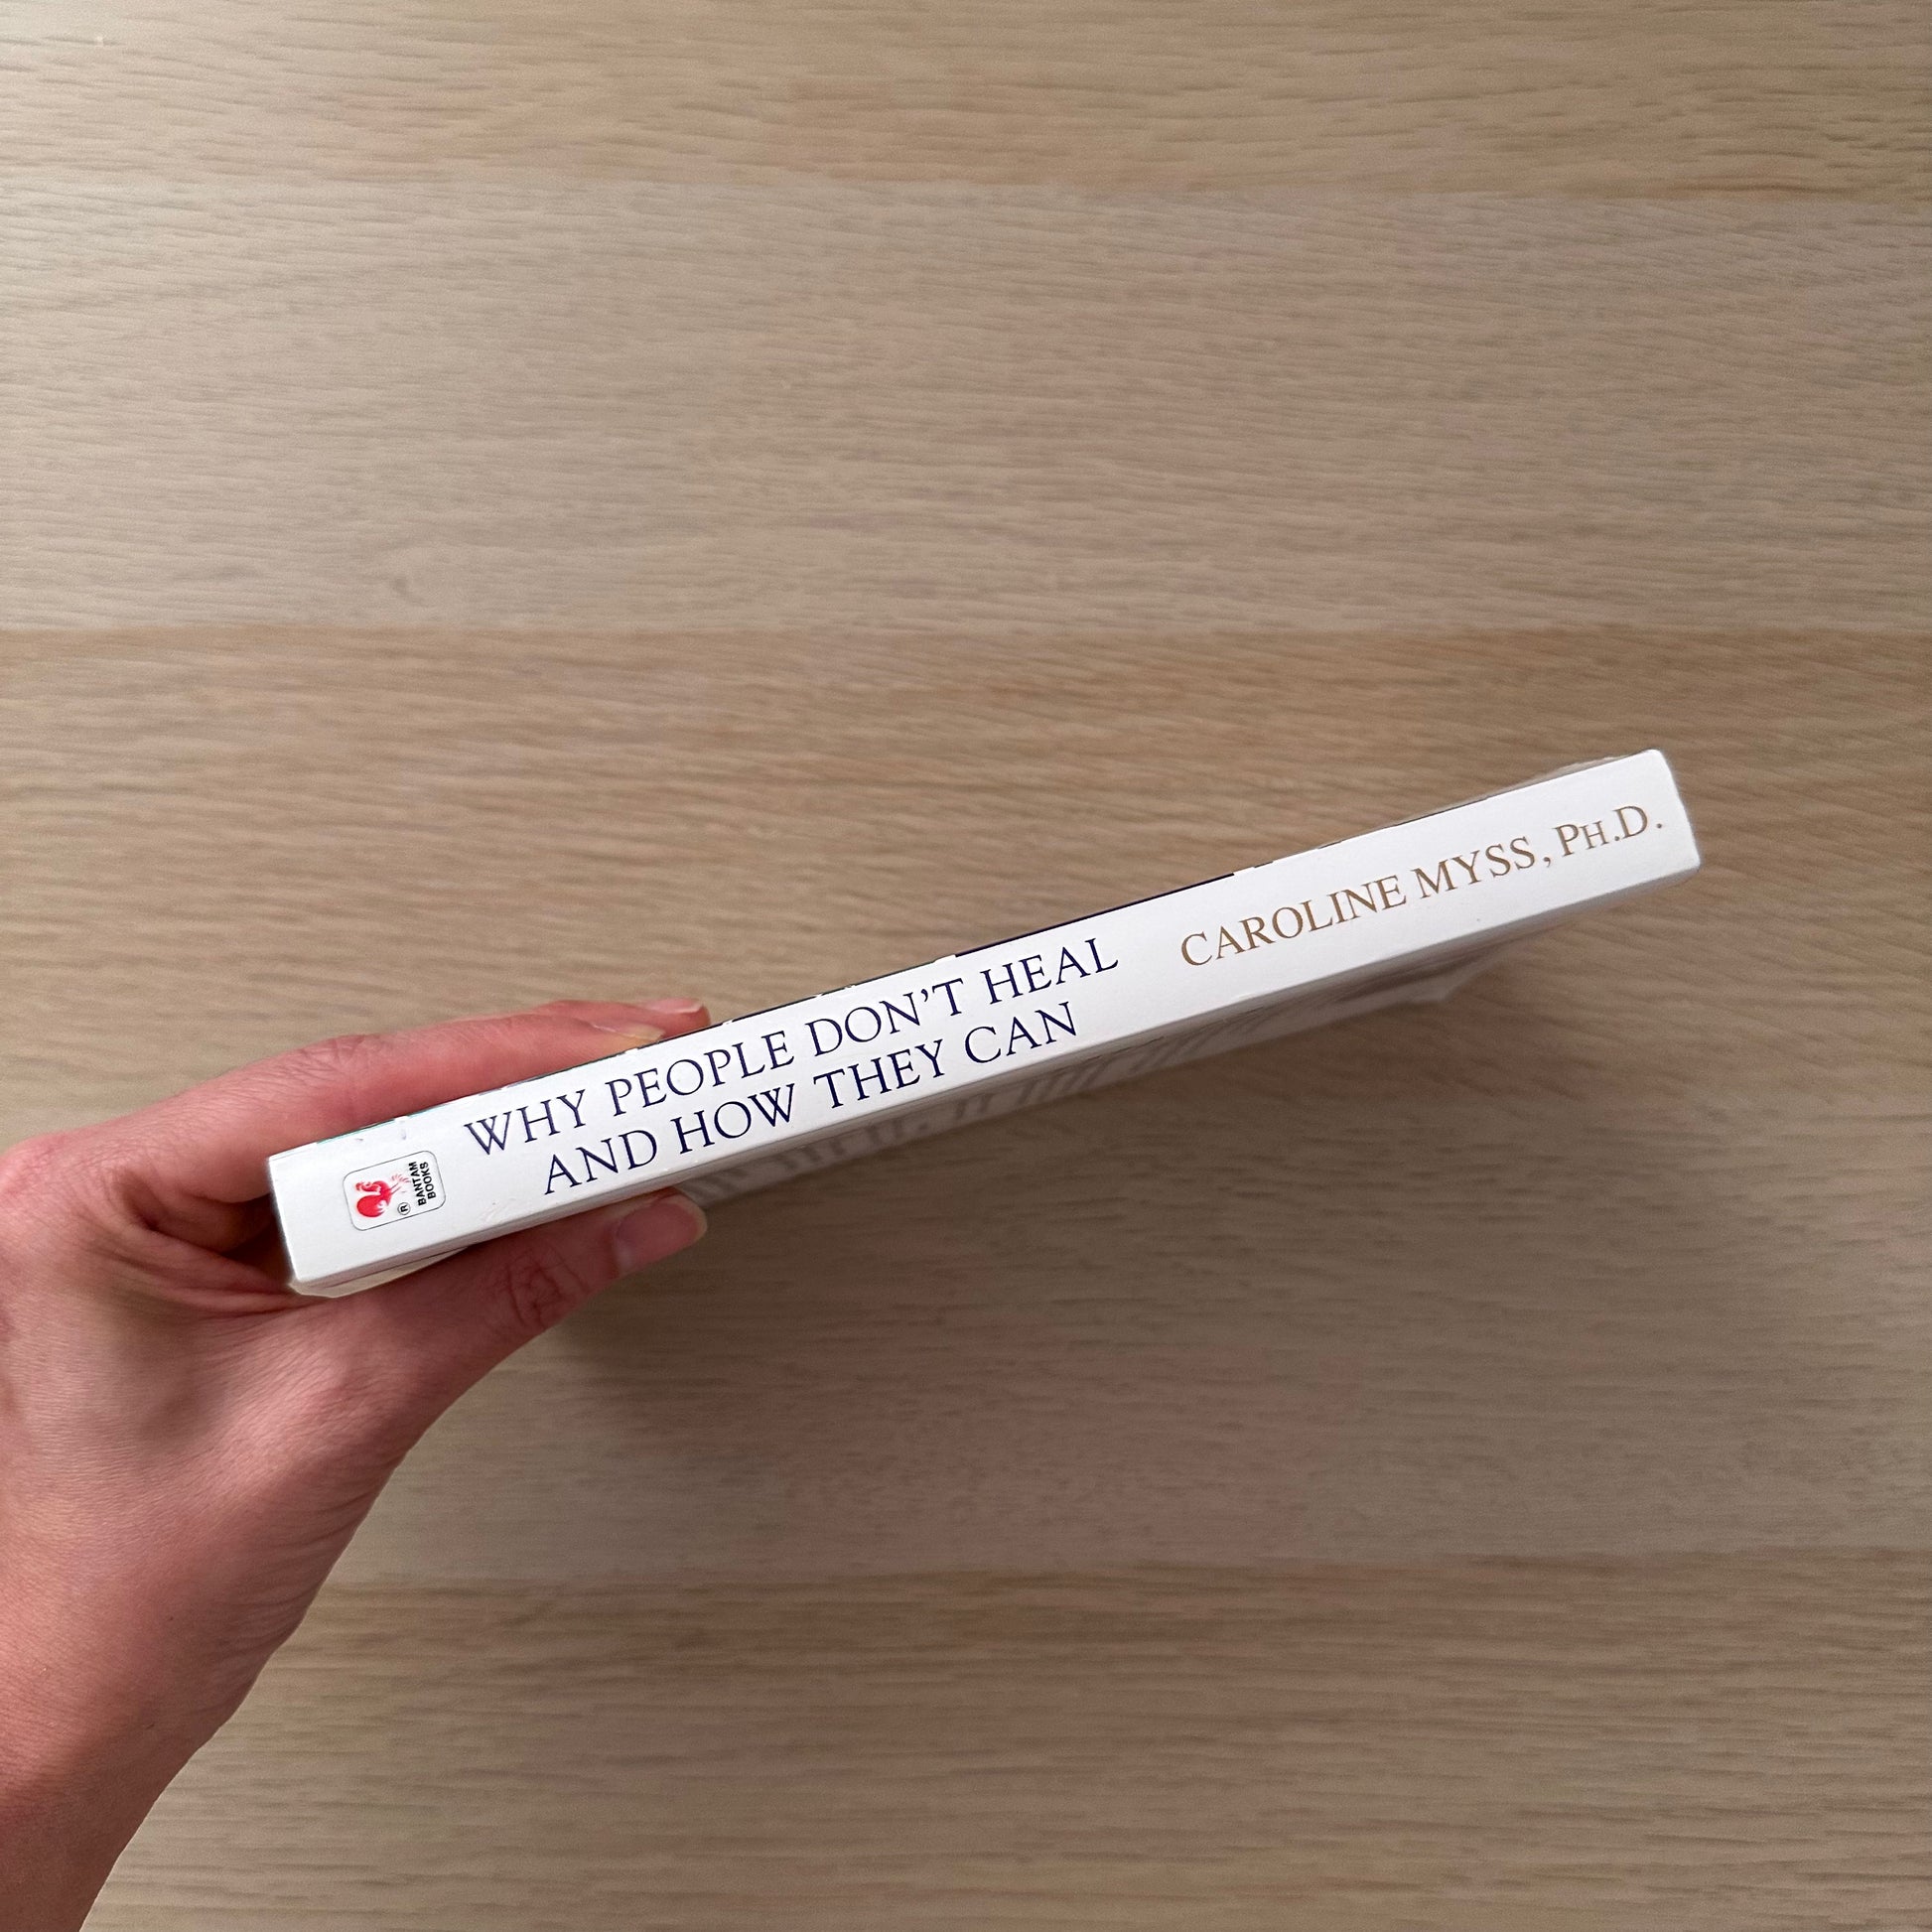 WHY PEOPLE DON'T HEAL
AND HOW THEY CAN
CAROLINE MYSS, PH.D.
®
BANTAM
BOOKS